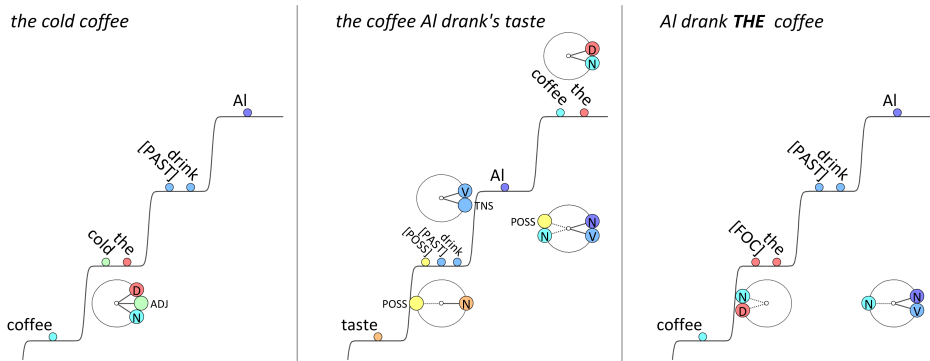 the cold coffee
Al
[PAST]
drink
cold
the
D
ADJ
N
coffee
the coffee Al drank's taste
D
N
coffee
the
Al
V
TNS
POSS
N
N
V
[POSS]
[PAST]
drink
POSS
N
taste
Al drank THE coffee
Al
[PAST]
drink
[FOC]
the
N
D
N
N
V
coffee